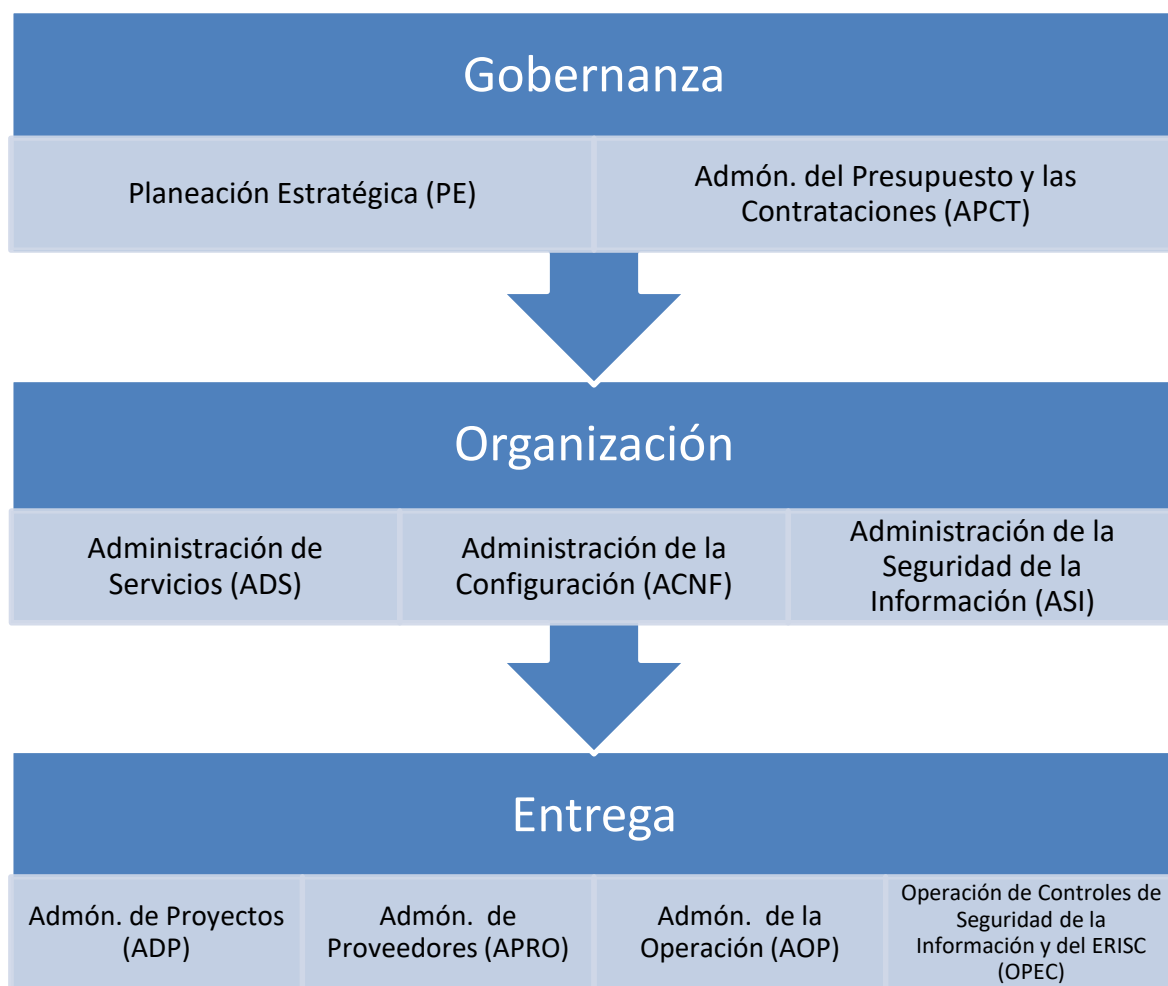 Gobernanza
Planeación Estratégica (PE)
Admón. del Presupuesto y las
Contrataciones (APCT)
Organización
Administración de
Servicios (ADS)
Administración de la
Configuración (ACNF)
Administración de la
Seguridad de la
Información (ASI)
Entrega
Admón. de Proyectos
(ADP)
Admón. de
Proveedores (APRO)
Admón. de la
Operación (AOP)
Operación de Controles de
Seguridad de la
Información y del ERISC
(OPEC)